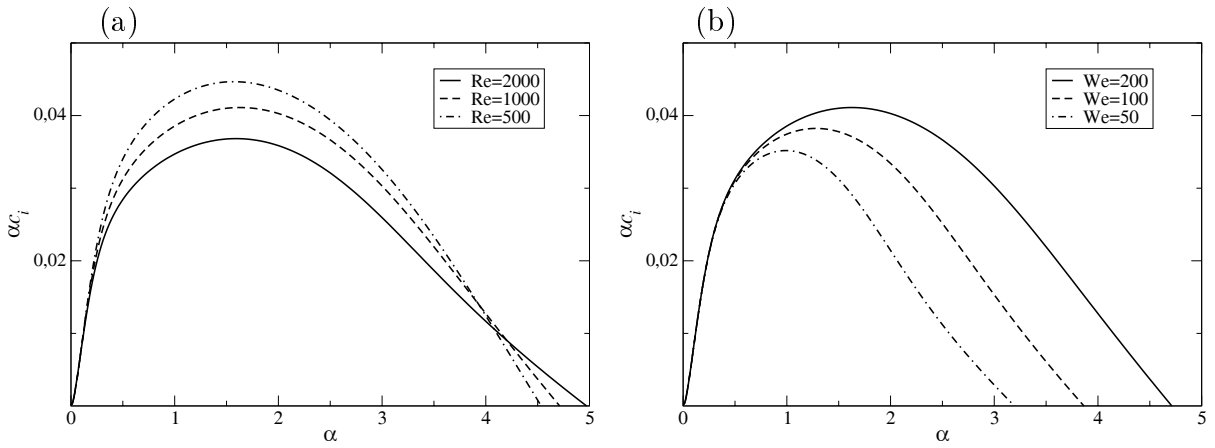 (a)
Re=2000
Re=1000
Re=500
0,04
0,02
αc_i
0 1 2 3 4 5
α
(b)
We=200
We=100
We=50
0,04
0,02
αc_i
0 1 2 3 4 5
α